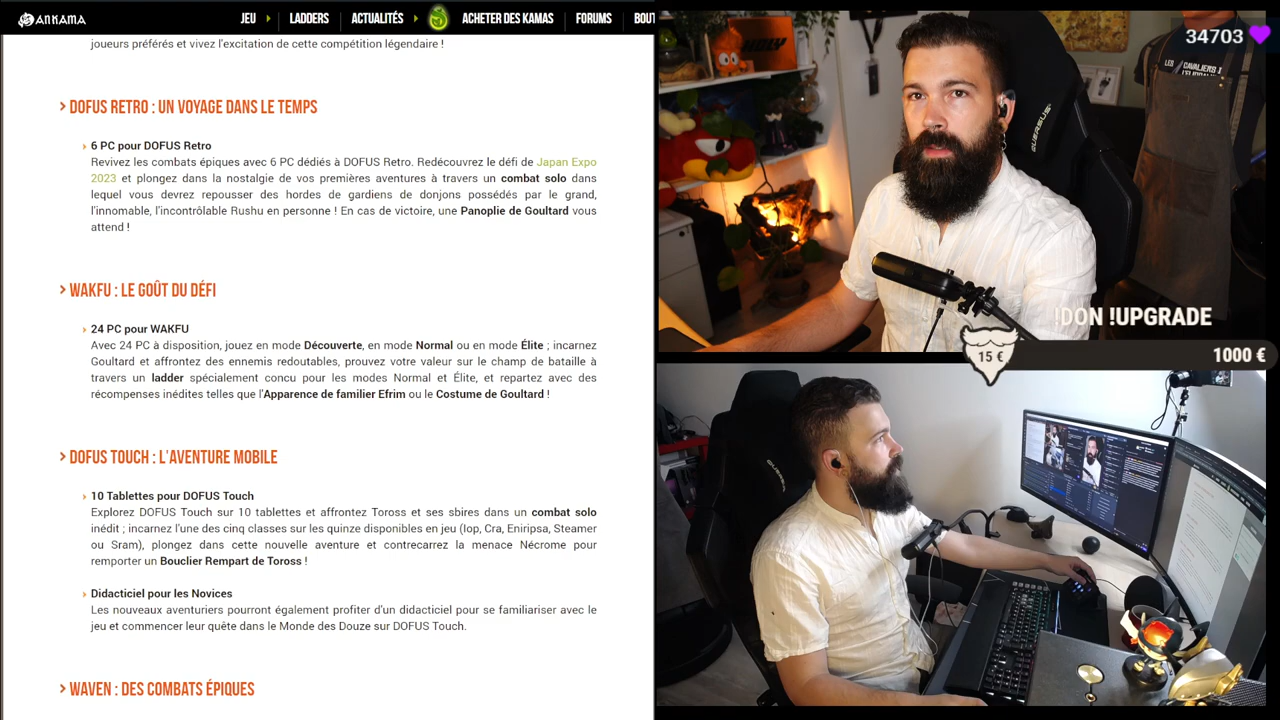 ANKAMA
JEU
LADDERS
ACTUALITÉS
ACHETER DES KAMAS
FORUMS
BOUT
joueurs préférés et vivez l'excitation de cette compétition légendaire !
DOFUS RETRO : UN VOYAGE DANS LE TEMPS
6 PC pour DOFUS Retro
Revivez les combats épiques avec 6 PC dédiés à DOFUS Retro. Redécouvrez le défi de Japan Expo
2023 et plongez dans la nostalgie de vos premières aventures à travers un combat solo dans
lequel vous devrez repousser des hordes de gardiens de donjons possédés par le grand,
l'innomable, l'incontrôlable Rushu en personne ! En cas de victoire, une Panoplie de Goultard vous
attend !
WAKFU : LE GOÛT DU DÉFI
24 PC pour WAKFU
Avec 24 PC à disposition, jouez en mode Découverte, en mode Normal ou en mode Élite ; incarnez
Goultard et affrontez des ennemis redoutables, prouvez votre valeur sur le champ de bataille à
travers un ladder spécialement concu pour les modes Normal et Élite, et repartez avec des
récompenses inédites telles que l'Apparence de familier Efrim ou le Costume de Goultard !
DOFUS TOUCH : L'AVENTURE MOBILE
10 Tablettes pour DOFUS Touch
Explorez DOFUS Touch sur 10 tablettes et affrontez Toross et ses sbires dans un combat solo
inédit ; incarnez l'une des cinq classes sur les quinze disponibles en jeu (Iop, Cra, Eniripsa, Steamer
ou Sram), plongez dans cette nouvelle aventure et contrecarrez la menace Nécrome pour
remporter un Bouclier Rempart de Toross !
Didacticiel pour les Novices
Les nouveaux aventuriers pourront également profiter d'un didacticiel pour se familiariser avec le
jeu et commencer leur quête dans le Monde des Douze sur DOFUS Touch.
WAVEN : DES COMBATS ÉPIQUES
34703
LES CAVALIERS
QUERSUS
!DON !UPGRADE
15 €
1000 €